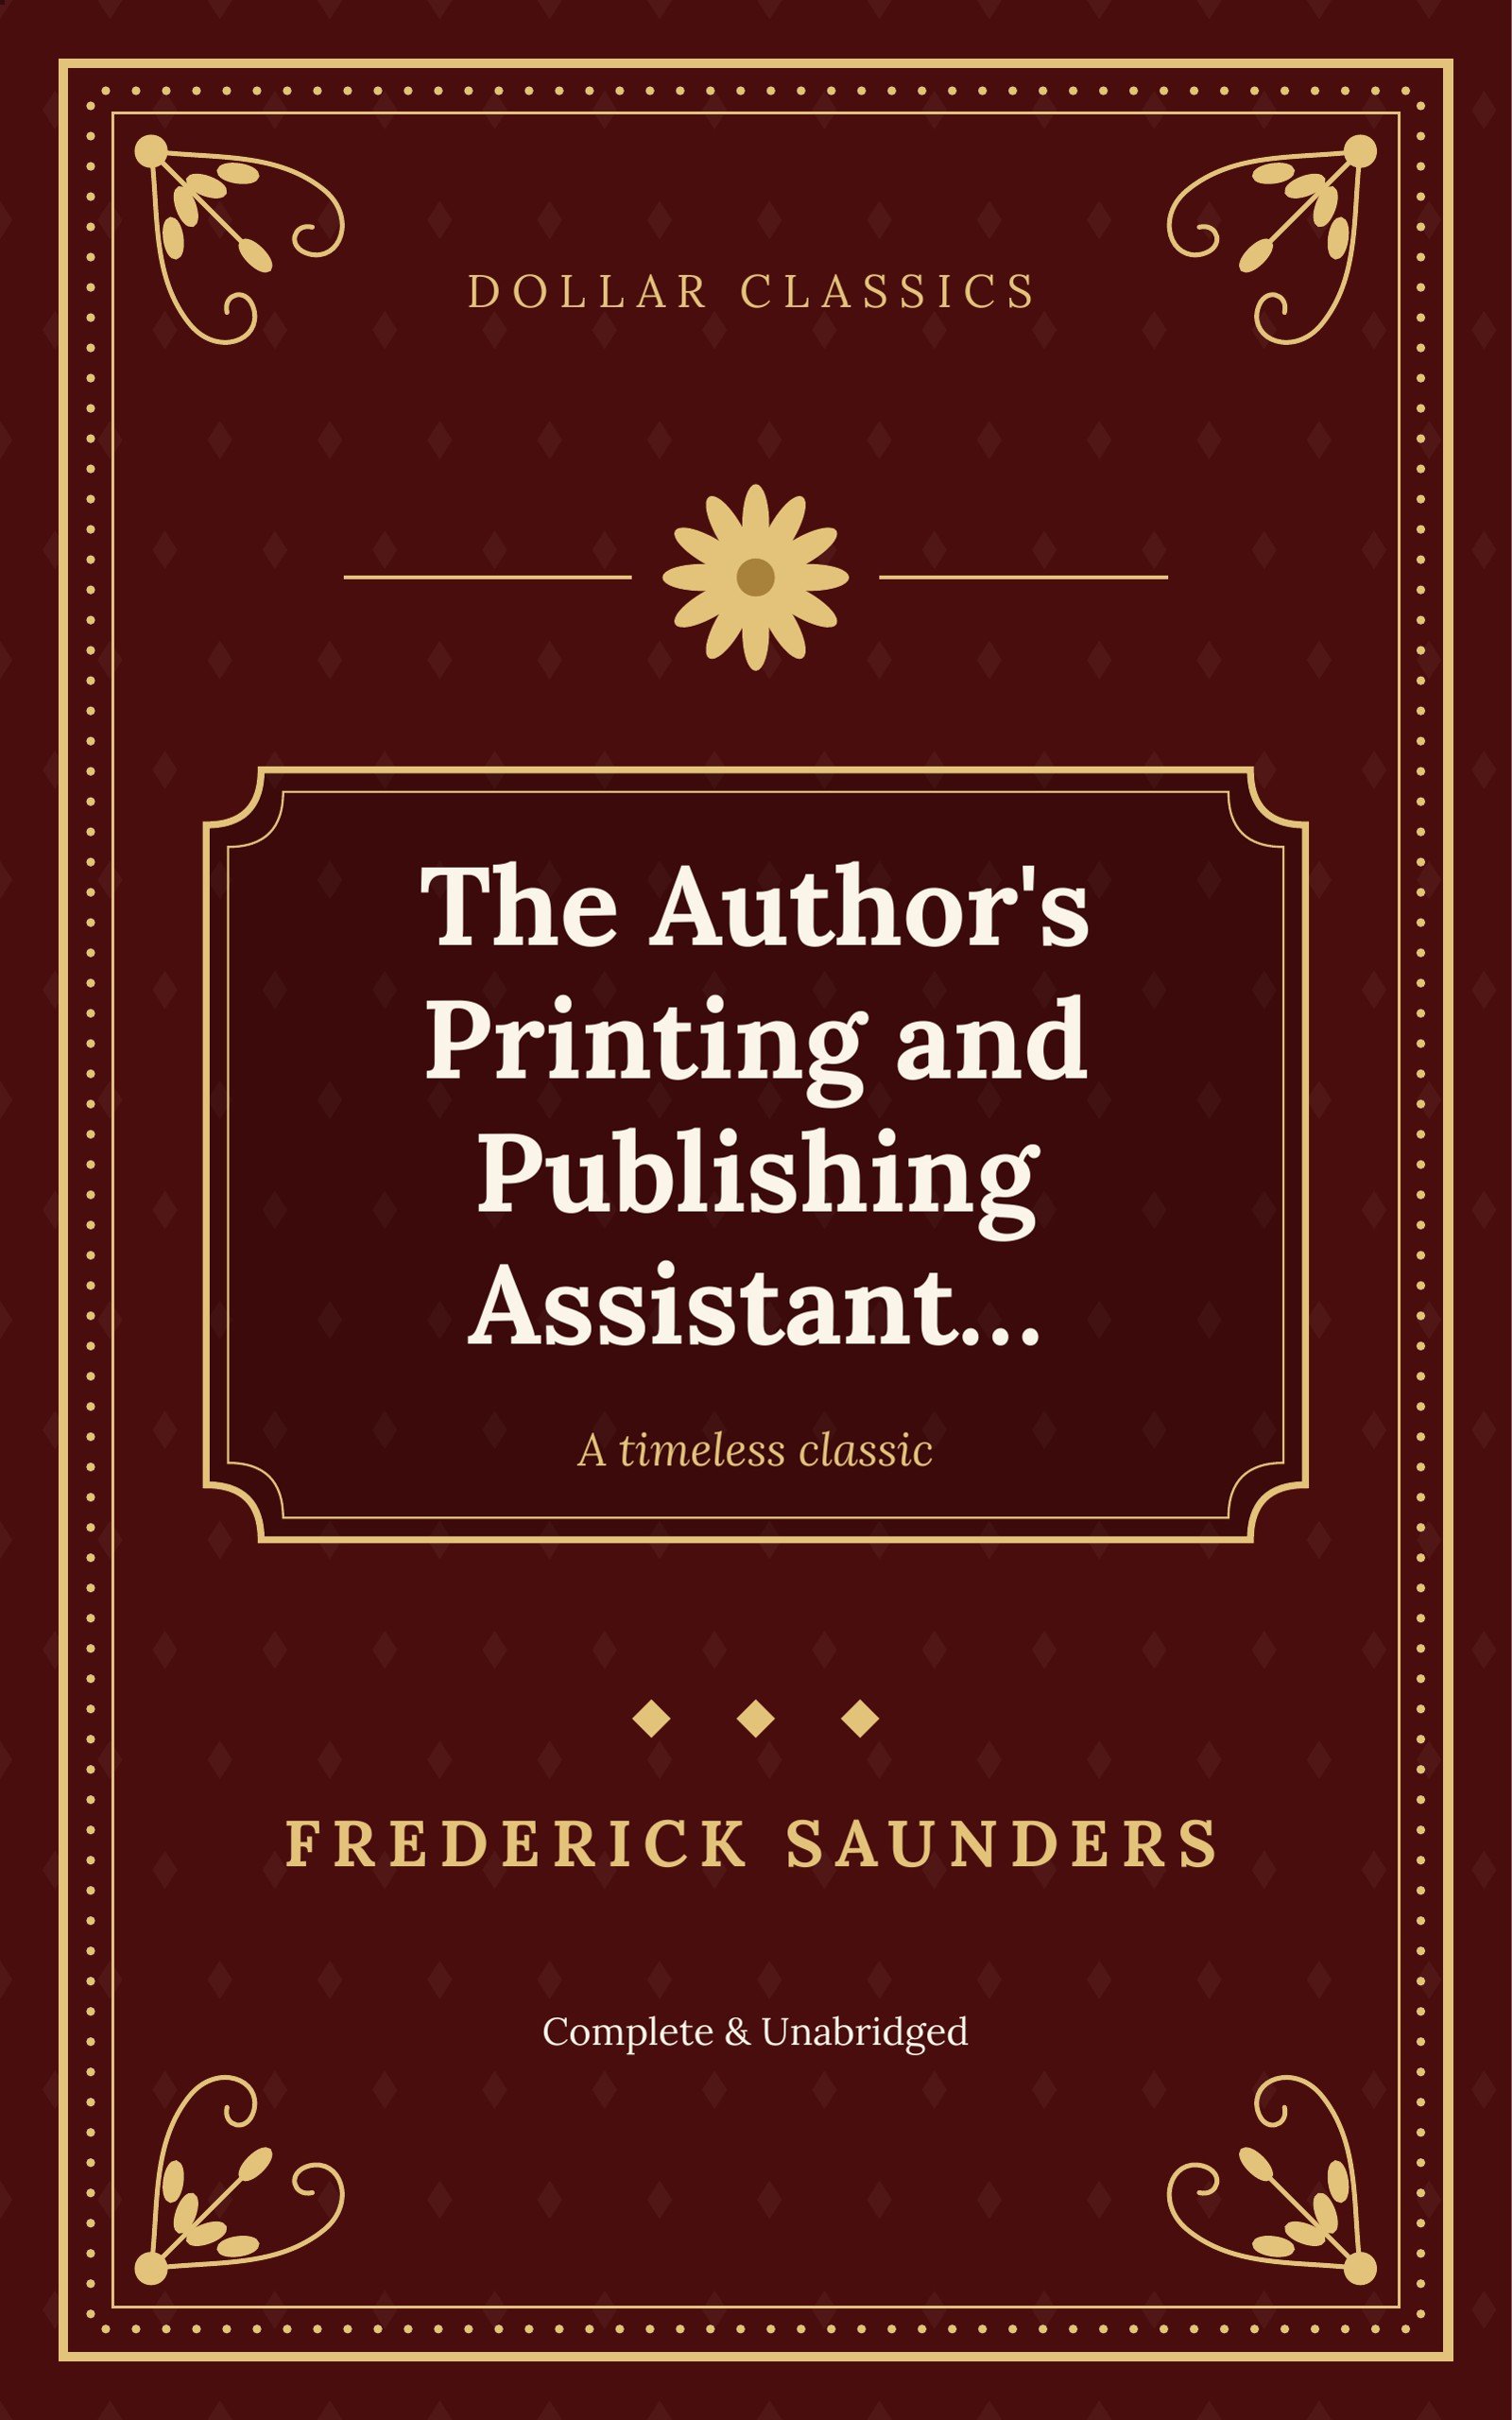 DOLLAR CLASSICS
The Author's
Printing and
Publishing
Assistant...
A timeless classic
FREDERICK SAUNDERS
Complete & Unabridged